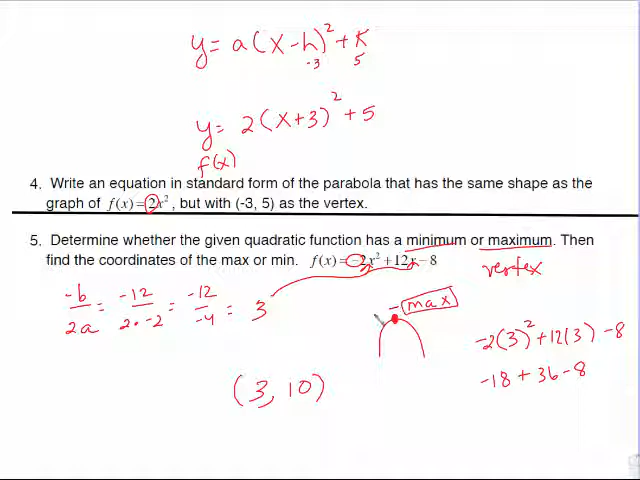 y = a(x-h)² + k
-3 5
y = 2(x+3)² + 5
f(x)
4. Write an equation in standard form of the parabola that has the same shape as the
graph of f(x) = 2x², but with (-3, 5) as the vertex.
5. Determine whether the given quadratic function has a minimum or maximum. Then
find the coordinates of the max or min. f(x) = -2x² + 12x - 8
vertex
-b/2a = -12/2·-2 = -12/-4 = 3
- max
-2(3)² + 12(3) - 8
-18 + 36 - 8
(3, 10)